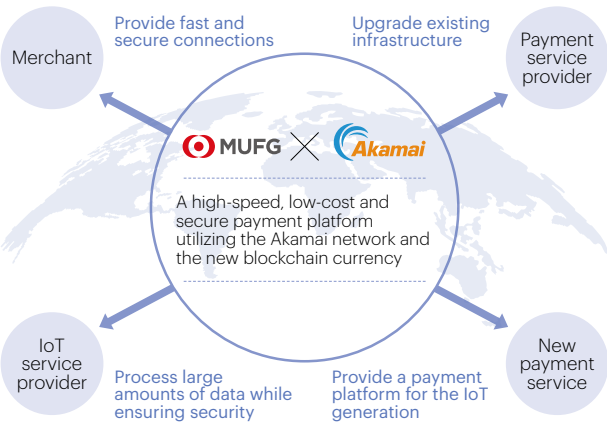 Provide fast and
secure connections
Merchant
Upgrade existing
infrastructure
Payment
service
provider
MUFG
Akamai
A high-speed, low-cost and
secure payment platform
utilizing the Akamai network and
the new blockchain currency
IoT
service
provider
Process large
amounts of data while
ensuring security
Provide a payment
platform for the IoT
generation
New
payment
service